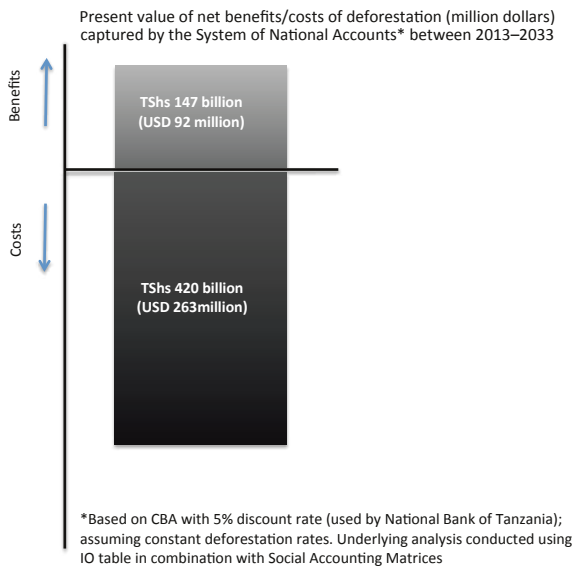 Present value of net benefits/costs of deforestation (million dollars)
captured by the System of National Accounts* between 2013–2033
Benefits
TShs 147 billion
(USD 92 million)
Costs
TShs 420 billion
(USD 263million)
*Based on CBA with 5% discount rate (used by National Bank of Tanzania);
assuming constant deforestation rates. Underlying analysis conducted using
IO table in combination with Social Accounting Matrices